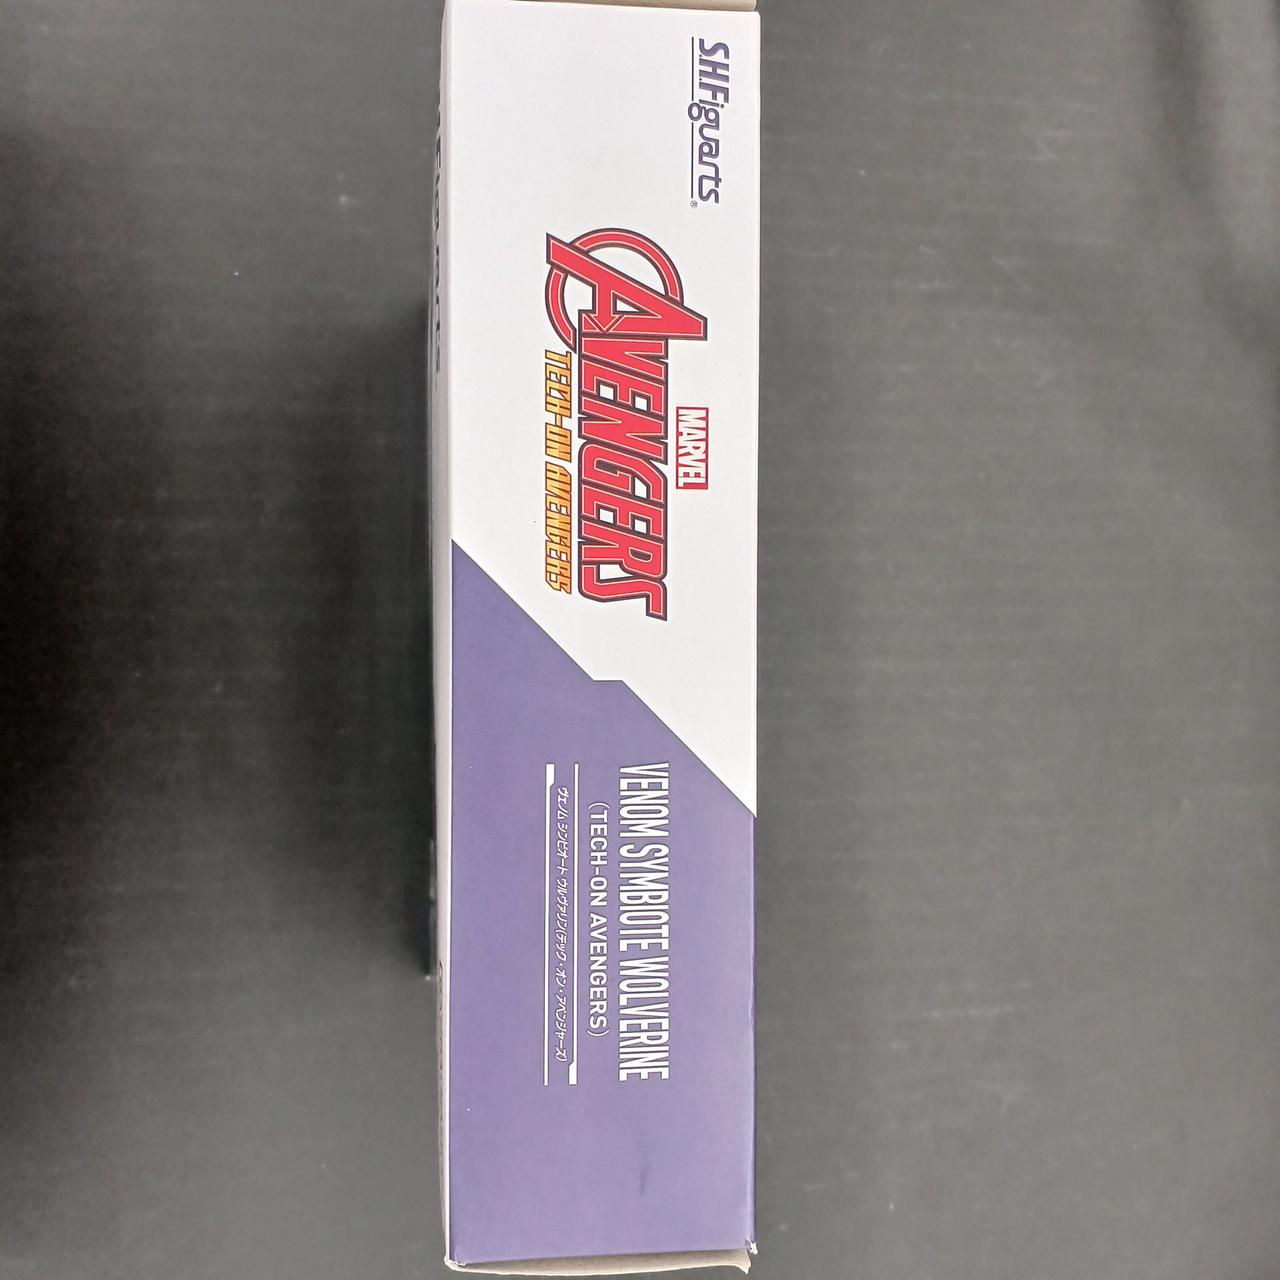 S.H.Figuarts®
MARVEL
AVENGERS
TECH-ON AVENGERS
VENOM SYMBIOTE WOLVERINE
(TECH-ON AVENGERS)
ヴェノム シンビオート ウルヴァリン(テック・オン・アベンジャーズ)